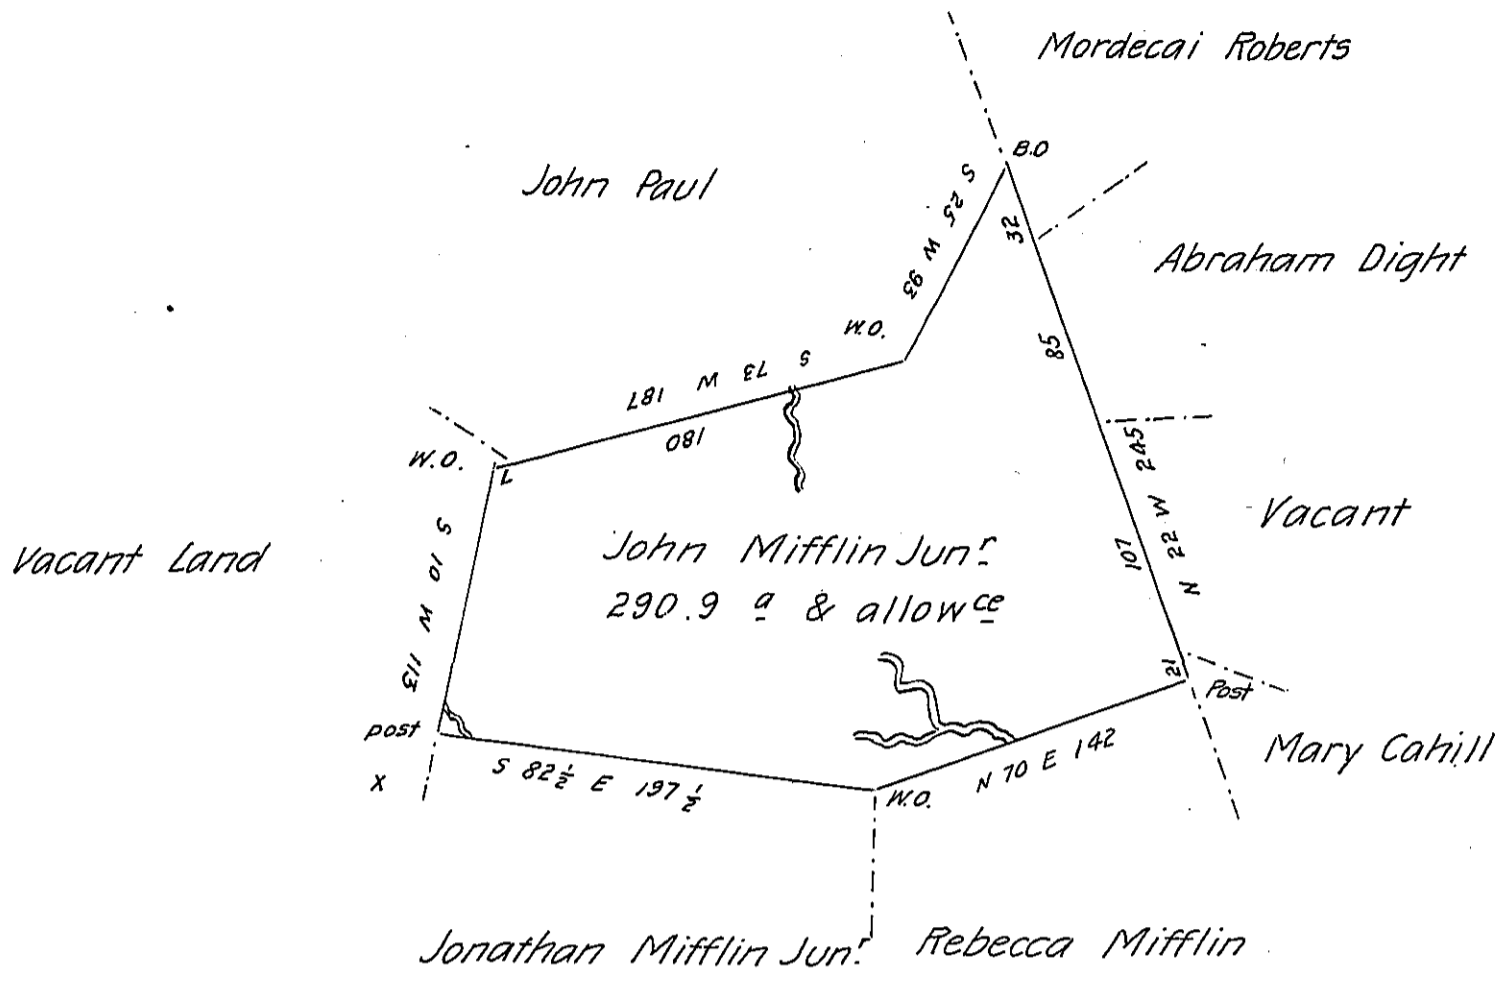 Mordecai Roberts
B.O
John Paul
S 25 W 93
32
Abraham Dight
W.O.
85
S 73 W 187
180
W.O.
7
N 22 W 245
107
Vacant
S 10 W 113
Vacant Land
John Mifflin Junr
290.9 a & allowce
21
Post
post
Mary Cahill
X
S 82½ E 197½
W.O.
N 70 E 142
Jonathan Mifflin Junr
Rebecca Mifflin